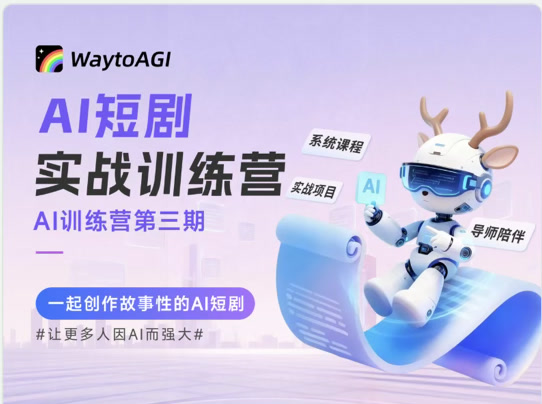 WaytoAGI
AI短剧
实战训练营
AI训练营第三期
一起创作故事性的AI短剧
#让更多人因AI而强大#
系统课程
实战项目
AI
导师陪伴